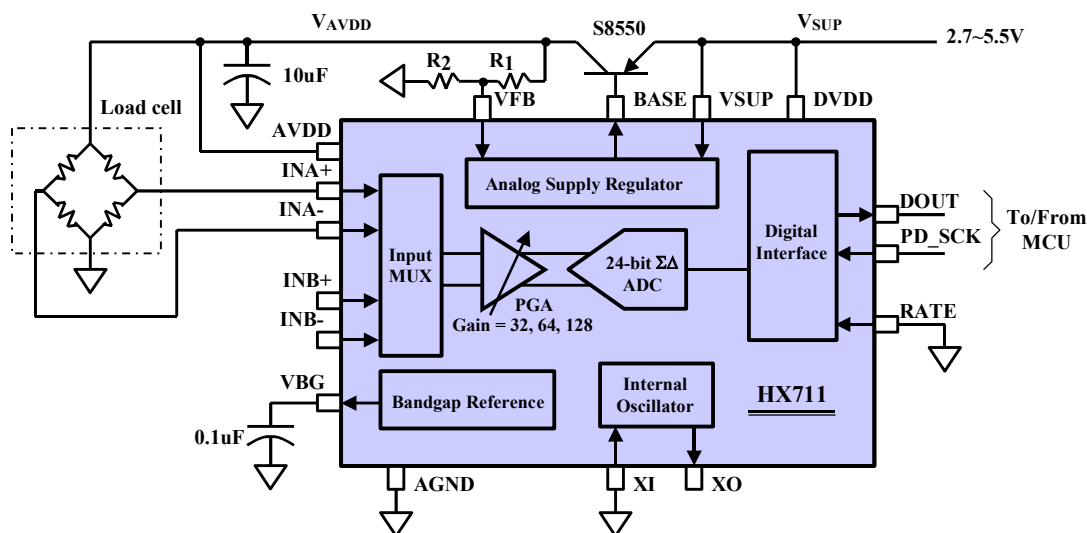 V_AVDD
S8550
V_SUP
2.7~5.5V
10uF
R2
R1
VFB
BASE
VSUP
DVDD
Load cell
AVDD
INA+
INA-
INB+
INB-
Analog Supply Regulator
Input
MUX
PGA
Gain = 32, 64, 128
24-bit ΣΔ
ADC
Digital
Interface
DOUT
PD_SCK
To/From
MCU
RATE
VBG
0.1uF
Bandgap Reference
Internal
Oscillator
HX711
AGND
XI
XO